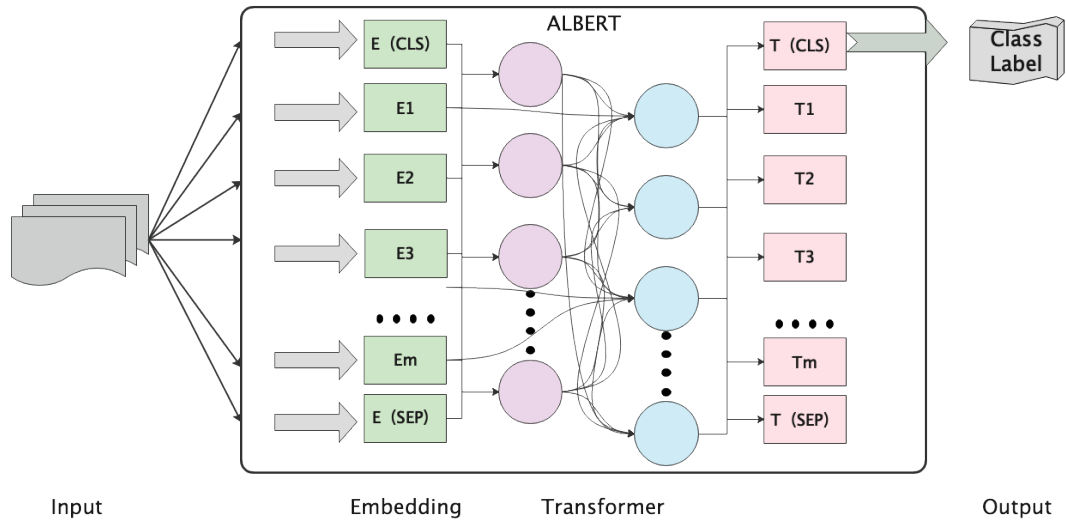 ALBERT
E (CLS)
E1
E2
E3
Em
E (SEP)
T (CLS)
T1
T2
T3
Tm
T (SEP)
Class
Label
Input
Embedding
Transformer
Output